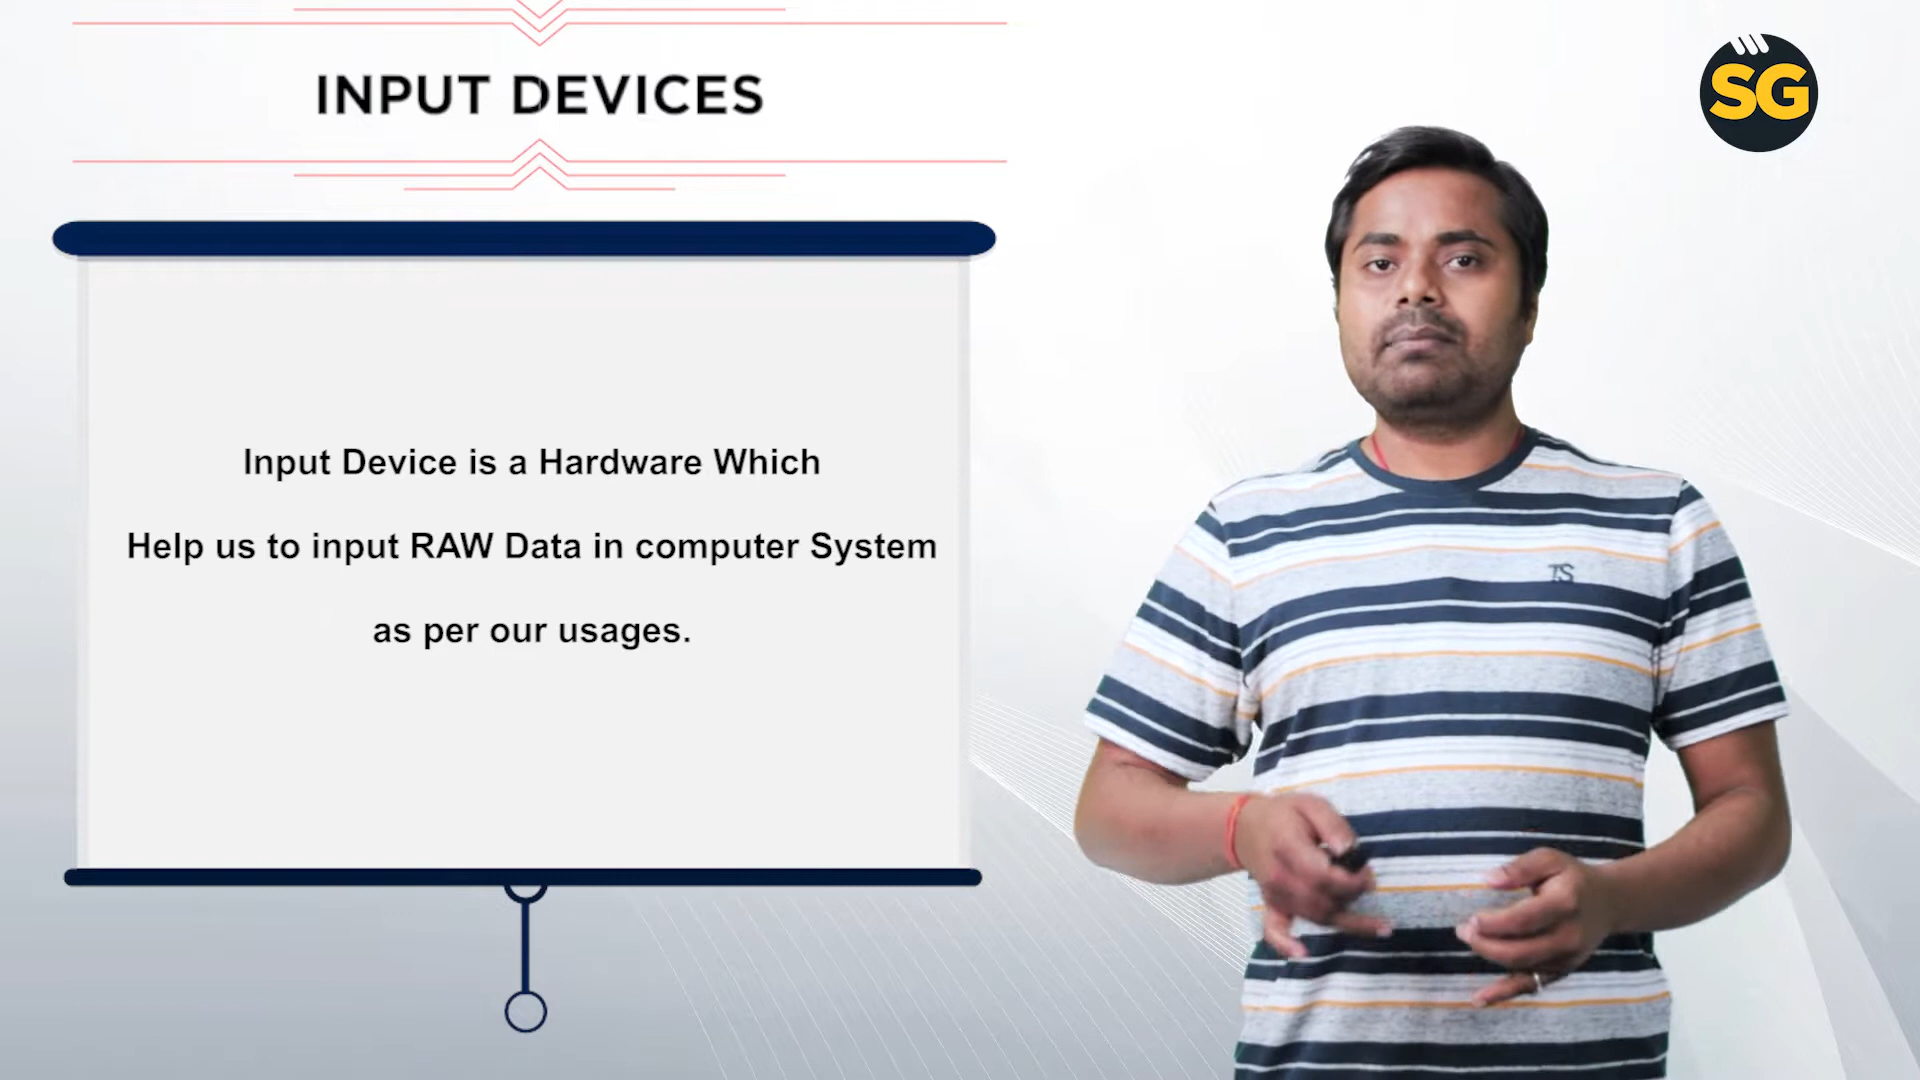 INPUT DEVICES
SG
Input Device is a Hardware Which
Help us to input RAW Data in computer System
as per our usages.
TS